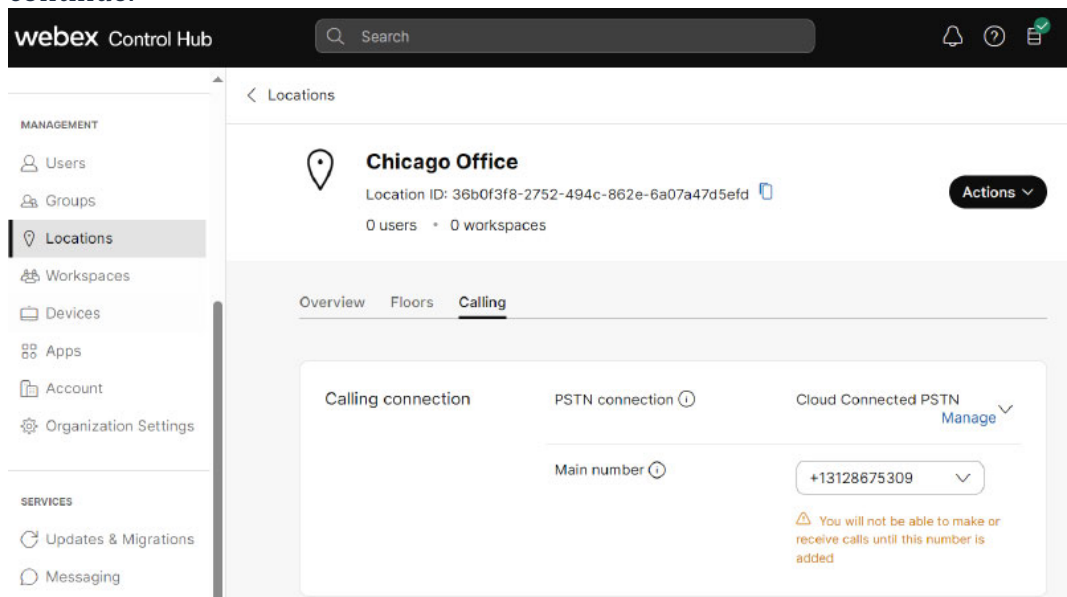 webex Control Hub
Search
Locations
MANAGEMENT
Users
Groups
Locations
Workspaces
Devices
Apps
Account
Organization Settings
SERVICES
Updates & Migrations
Messaging
Chicago Office
Location ID: 36b0f3f8-2752-494c-862e-6a07a47d5efd
0 users • 0 workspaces
Actions
Overview Floors Calling
Calling connection
PSTN connection
Cloud Connected PSTN
Manage
Main number
+13128675309
You will not be able to make or
receive calls until this number is
added